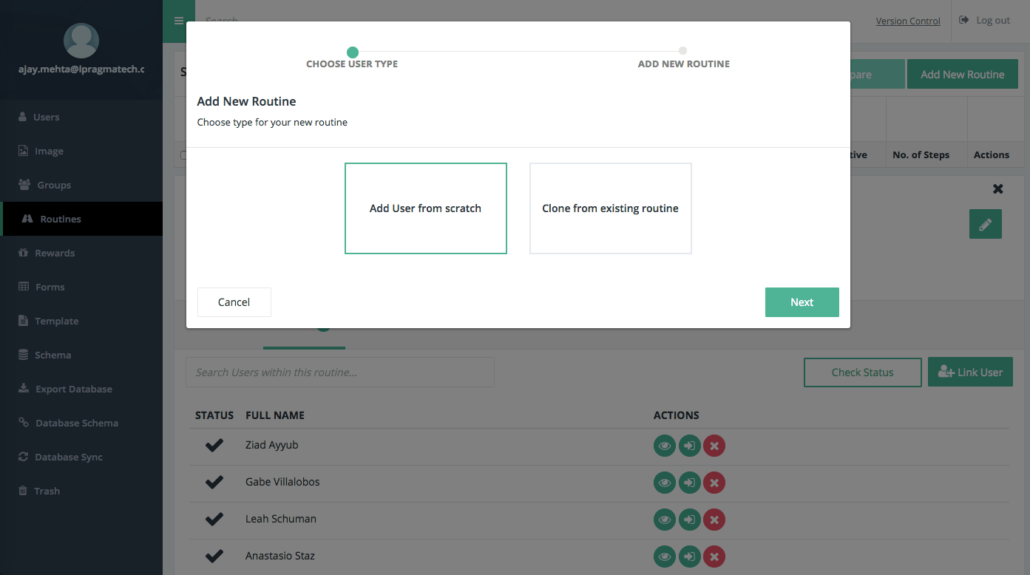 Search
Version Control
Log out
ajay.mehta@ipragmatech.c
Users
Image
Groups
Routines
Rewards
Forms
Template
Schema
Export Database
Database Schema
Database Sync
Trash
CHOOSE USER TYPE
ADD NEW ROUTINE
Add New Routine
Choose type for your new routine
Add User from scratch
Clone from existing routine
Cancel
Next
S
pare
Add New Routine
tive
No. of Steps
Actions
Search Users within this routine...
Check Status
Link User
STATUS FULL NAME ACTIONS
Ziad Ayyub
Gabe Villalobos
Leah Schuman
Anastasio Staz